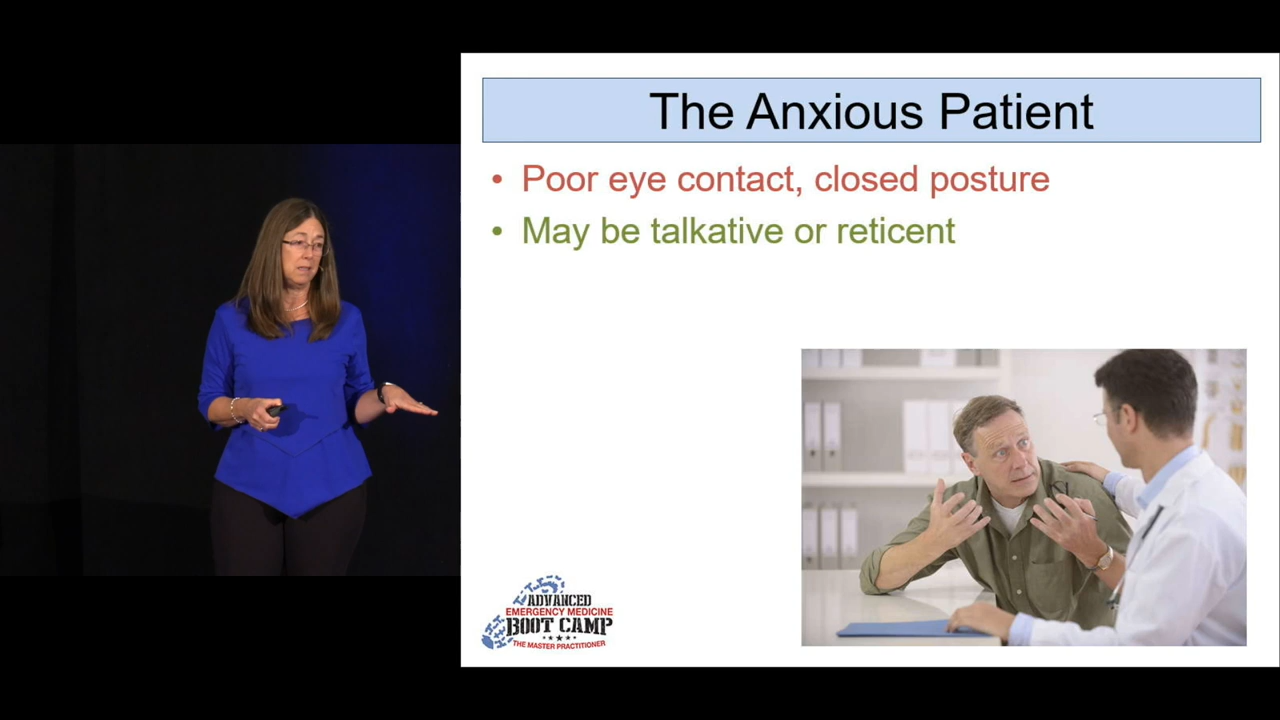 The Anxious Patient
• Poor eye contact, closed posture
• May be talkative or reticent
ADVANCED
EMERGENCY MEDICINE
BOOT CAMP
THE MASTER PRACTITIONER